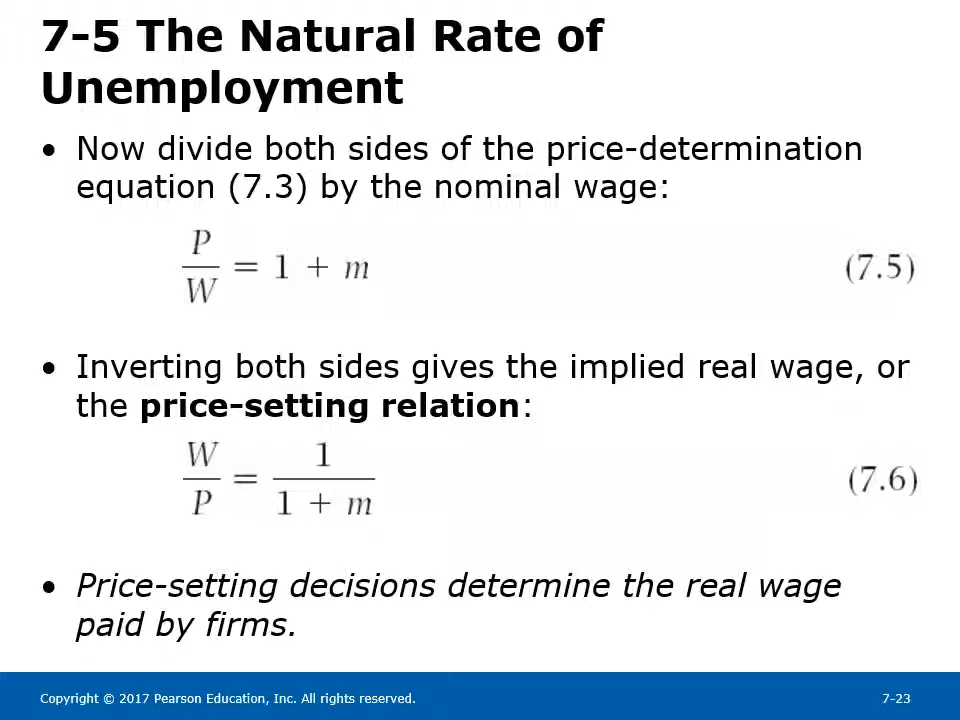 7-5 The Natural Rate of
Unemployment
• Now divide both sides of the price-determination
equation (7.3) by the nominal wage:
P/W = 1 + m (7.5)
• Inverting both sides gives the implied real wage, or
the price-setting relation:
W/P = 1/(1 + m) (7.6)
• Price-setting decisions determine the real wage
paid by firms.
Copyright © 2017 Pearson Education, Inc. All rights reserved. 7-23